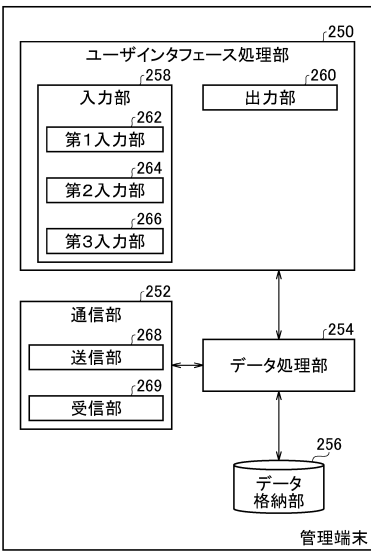 250
ユーザインタフェース処理部
258
入力部
260
出力部
262
第1入力部
264
第2入力部
266
第3入力部
252
通信部
268
送信部
269
受信部
254
データ処理部
256
データ
格納部
管理端末